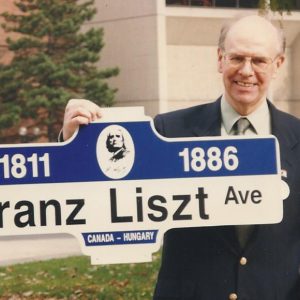 1811 1886
ranz Liszt Ave
CANADA - HUNGARY